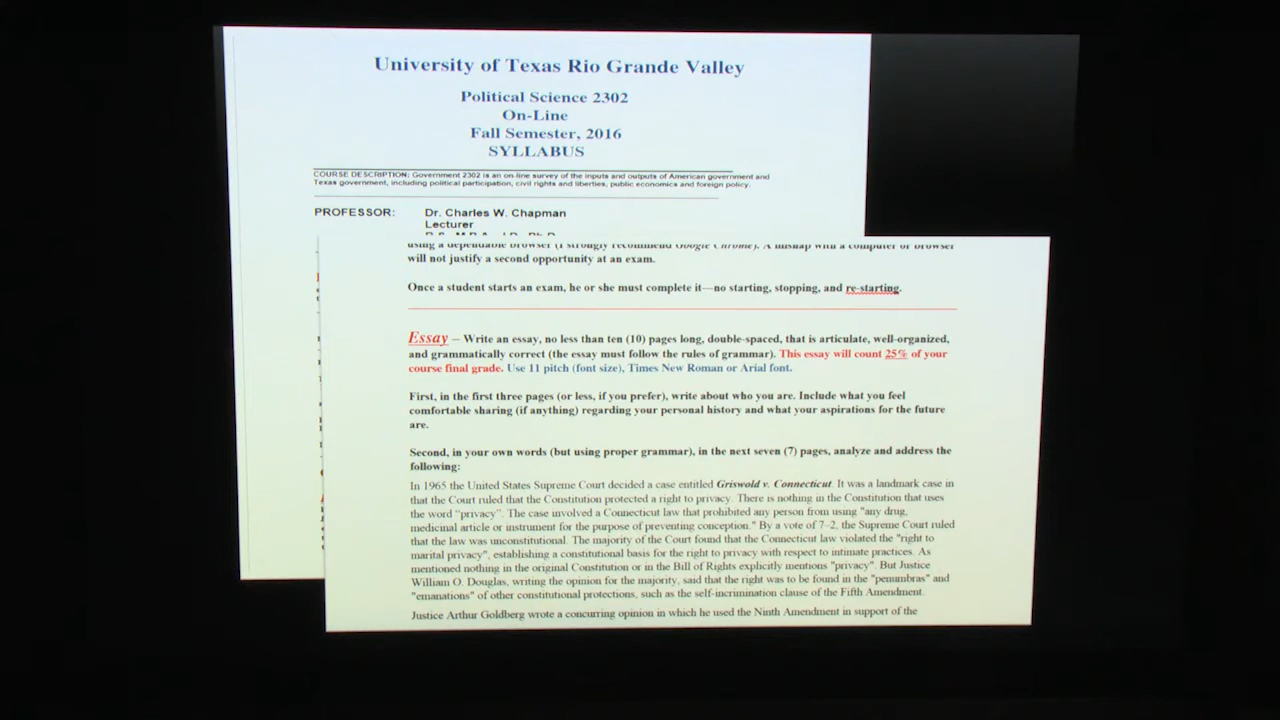 University of Texas Rio Grande Valley
Political Science 2302
On-Line
Fall Semester, 2016
SYLLABUS
COURSE DESCRIPTION: Government 2302 is an on-line survey of the inputs and outputs of American government and
Texas government, including political participation, civil rights and liberties, public economics and foreign policy.
PROFESSOR: Dr. Charles W. Chapman
Lecturer
using a dependable browser (I strongly recommend Google Chrome). A mishap with a computer or browser
will not justify a second opportunity at an exam.
Once a student starts an exam, he or she must complete it—no starting, stopping, and re-starting.
Essay – Write an essay, no less than ten (10) pages long, double-spaced, that is articulate, well-organized,
and grammatically correct (the essay must follow the rules of grammar). This essay will count 25% of your
course final grade. Use 11 pitch (font size), Times New Roman or Arial font.
First, in the first three pages (or less, if you prefer), write about who you are. Include what you feel
comfortable sharing (if anything) regarding your personal history and what your aspirations for the future
are.
Second, in your own words (but using proper grammar), in the next seven (7) pages, analyze and address the
following:
In 1965 the United States Supreme Court decided a case entitled Griswold v. Connecticut. It was a landmark case in
that the Court ruled that the Constitution protected a right to privacy. There is nothing in the Constitution that uses
the word "privacy". The case involved a Connecticut law that prohibited any person from using "any drug,
medicinal article or instrument for the purpose of preventing conception." By a vote of 7–2, the Supreme Court ruled
that the law was unconstitutional. The majority of the Court found that the Connecticut law violated the "right to
marital privacy", establishing a constitutional basis for the right to privacy with respect to intimate practices. As
mentioned nothing in the original Constitution or in the Bill of Rights explicitly mentions "privacy". But Justice
William O. Douglas, writing the opinion for the majority, said that the right was to be found in the "penumbras" and
"emanations" of other constitutional protections, such as the self-incrimination clause of the Fifth Amendment.
Justice Arthur Goldberg wrote a concurring opinion in which he used the Ninth Amendment in support of the